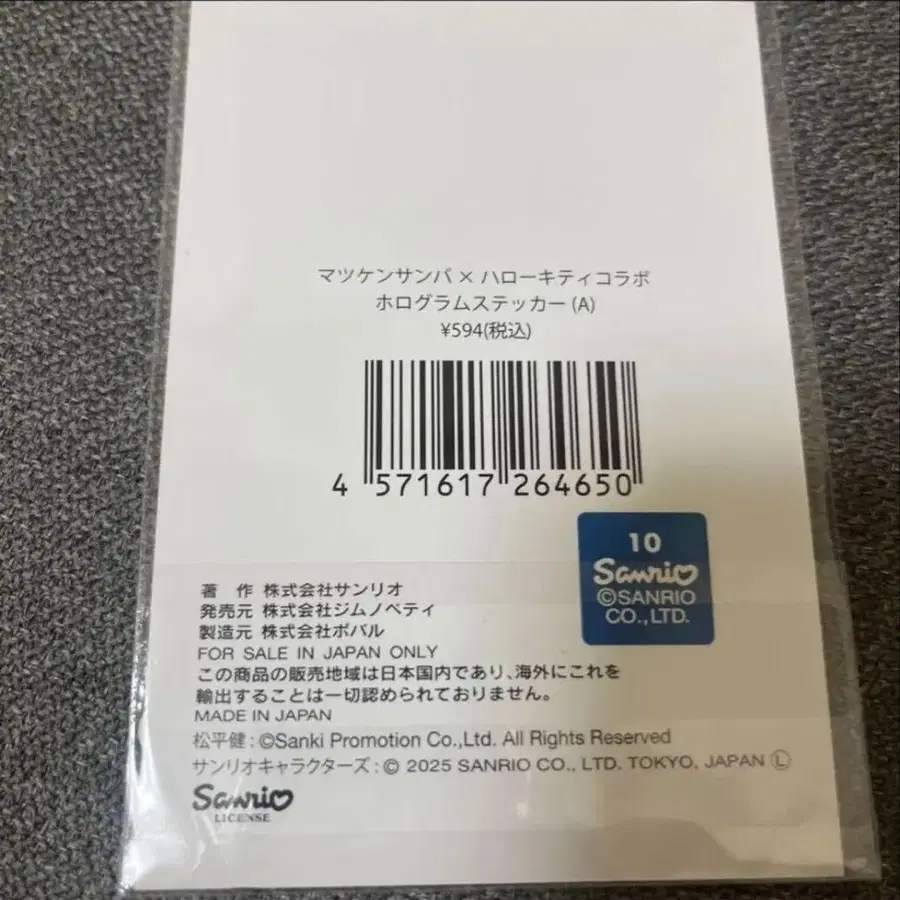 マツケンサンバ × ハローキティコラボ
ホログラムステッカー (A)
¥594(税込)
4 571617 264650
10
Sanrio
©SANRIO
CO.,LTD.
著　作 株式会社サンリオ
発売元 株式会社ジムノペティ
製造元 株式会社ポバル
FOR SALE IN JAPAN ONLY
この商品の販売地域は日本国内であり、海外にこれを
輸出することは一切認められておりません。
MADE IN JAPAN
松平健 : ©Sanki Promotion Co.,Ltd. All Rights Reserved
サンリオキャラクターズ : © 2025 SANRIO CO., LTD. TOKYO, JAPAN Ⓛ
Sanrio
LICENSE